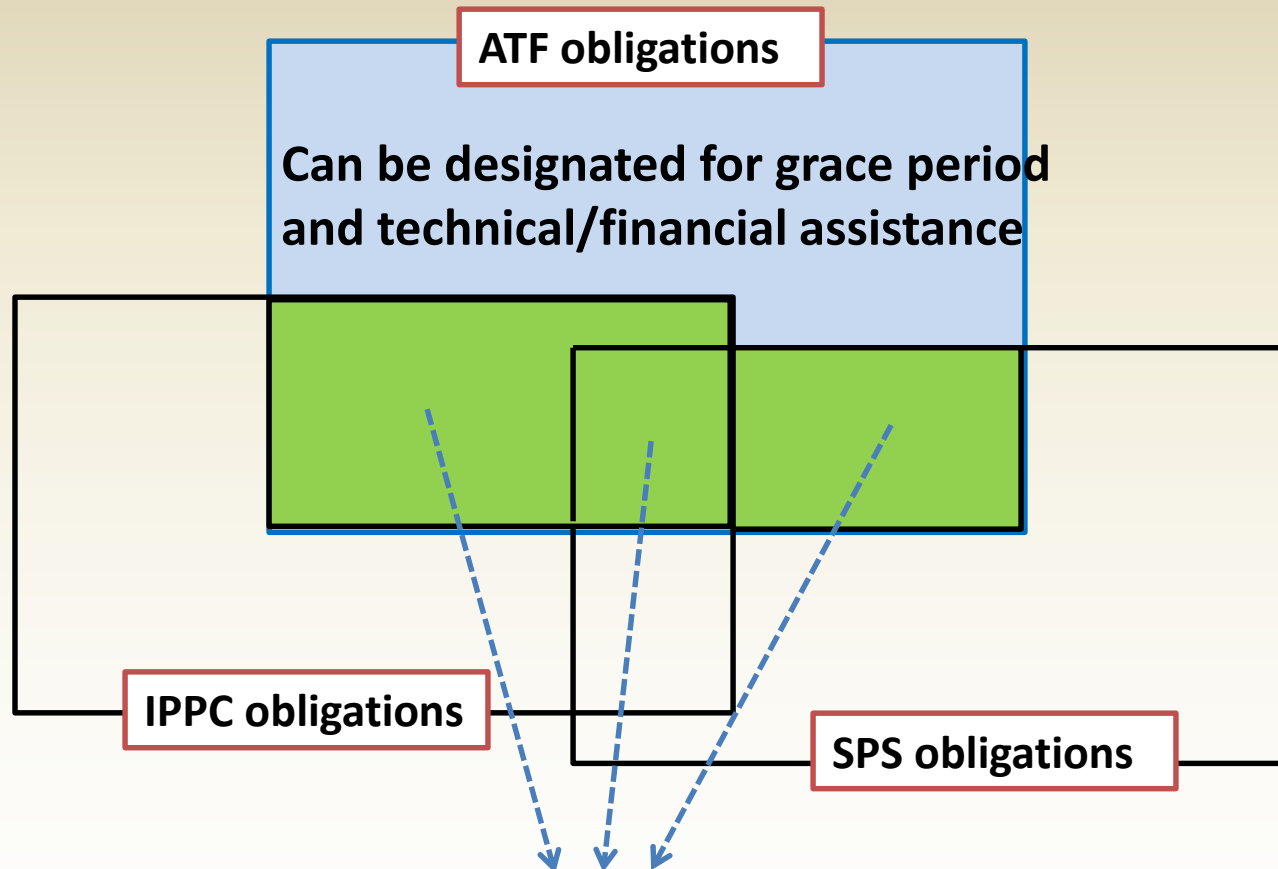 ATF obligations
Can be designated for grace period
and technical/financial assistance
IPPC obligations
SPS obligations